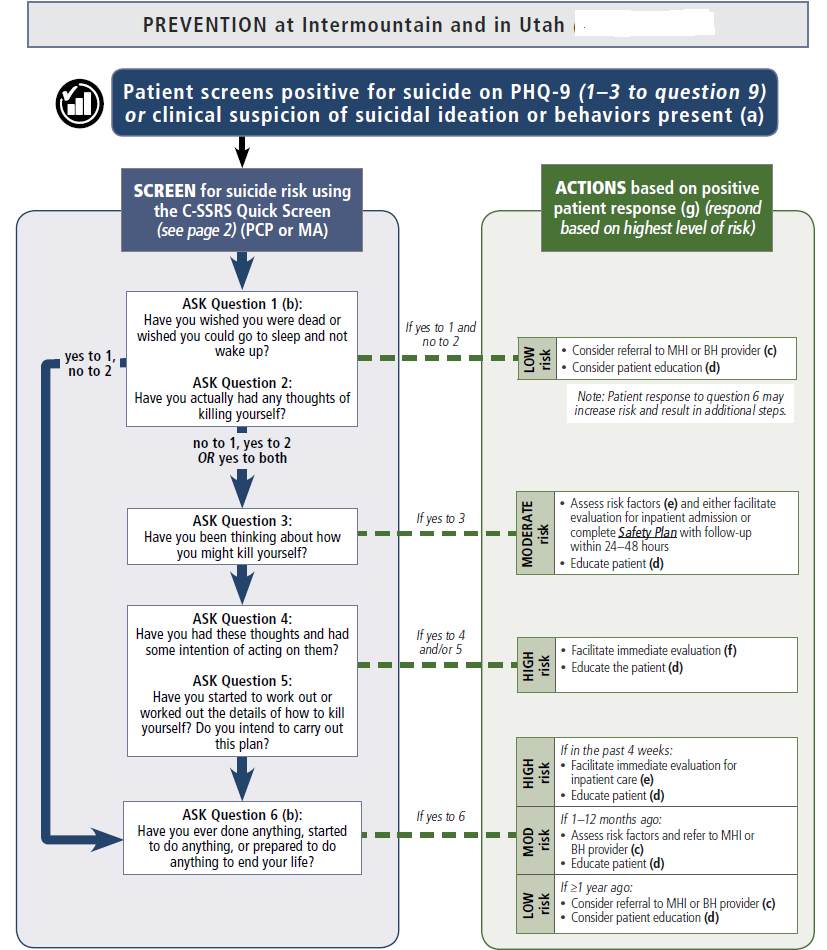 PREVENTION at Intermountain and in Utah (
Patient screens positive for suicide on PHQ-9 (1–3 to question 9)
or clinical suspicion of suicidal ideation or behaviors present (a)
SCREEN for suicide risk using
the C-SSRS Quick Screen
(see page 2) (PCP or MA)
ACTIONS based on positive
patient response (g) (respond
based on highest level of risk)
ASK Question 1 (b):
Have you wished you were dead or
wished you could go to sleep and not
wake up?
ASK Question 2:
Have you actually had any thoughts of
killing yourself?
yes to 1,
no to 2
If yes to 1 and
no to 2
LOW
risk
• Consider referral to MHI or BH provider (c)
• Consider patient education (d)
Note: Patient response to question 6 may
increase risk and result in additional steps.
no to 1, yes to 2
OR yes to both
ASK Question 3:
Have you been thinking about how
you might kill yourself?
If yes to 3
MODERATE
risk
• Assess risk factors (e) and either facilitate
evaluation for inpatient admission or
complete Safety Plan with follow-up
within 24–48 hours
• Educate patient (d)
ASK Question 4:
Have you had these thoughts and had
some intention of acting on them?
ASK Question 5:
Have you started to work out or
worked out the details of how to kill
yourself? Do you intend to carry out
this plan?
If yes to 4
and/or 5
HIGH
risk
• Facilitate immediate evaluation (f)
• Educate the patient (d)
ASK Question 6 (b):
Have you ever done anything, started
to do anything, or prepared to do
anything to end your life?
If yes to 6
HIGH
risk
If in the past 4 weeks:
• Facilitate immediate evaluation for
inpatient care (e)
• Educate patient (d)
MOD
risk
If 1–12 months ago:
• Assess risk factors and refer to MHI or
BH provider (c)
• Educate patient (d)
LOW
risk
If ≥1 year ago:
• Consider referral to MHI or BH provider (c)
• Consider patient education (d)